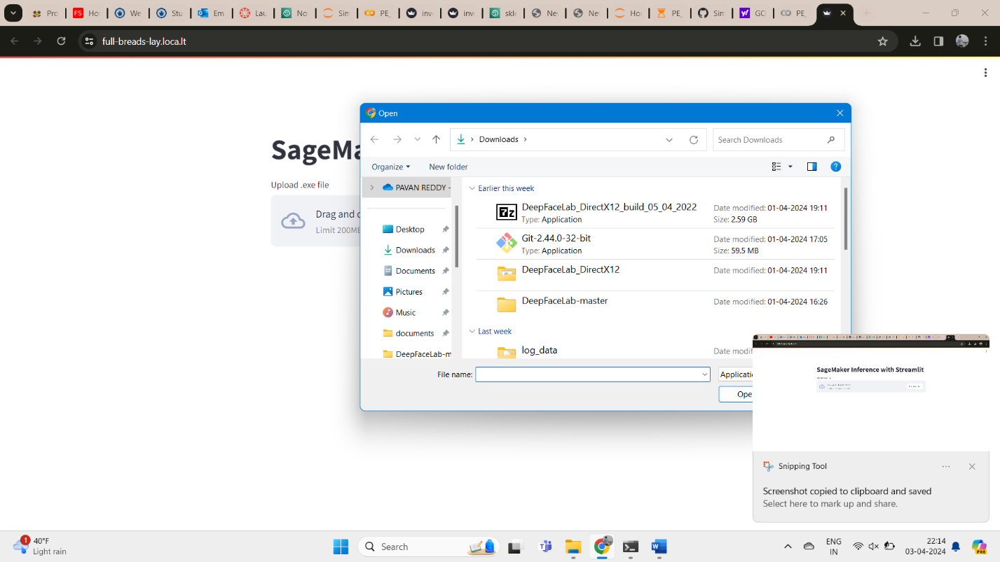 Pro
Ho
We
Stu
Em
Lau
No
Sim
PE_
inv
inv
skle
Ne
Ne
Ho
PE_
Sim
GC
PE_
full-breads-lay.loca.lt
Open
Downloads
Search Downloads
Organize
New folder
SageMa
Upload .exe file
Drag and d
Limit 200ME
PAVAN REDDY -
Desktop
Downloads
Documents
Pictures
Music
documents
DeepFaceLab-m
Earlier this week
DeepFaceLab_DirectX12_build_05_04_2022
Date modified: 01-04-2024 19:11
Type: Application
Size: 2.59 GB
Git-2.44.0-32-bit
Date modified: 01-04-2024 17:05
Type: Application
Size: 59.5 MB
DeepFaceLab_DirectX12
Date modified: 01-04-2024 19:11
DeepFaceLab-master
Date modified: 01-04-2024 16:26
Last week
log_data
Date modifi
File name:
Applicatio
Ope
SageMaker Inference with Streamlit
Snipping Tool
Screenshot copied to clipboard and saved
Select here to mark up and share.
1
40°F
Light rain
Search
ENG
IN
22:14
03-04-2024
PRE